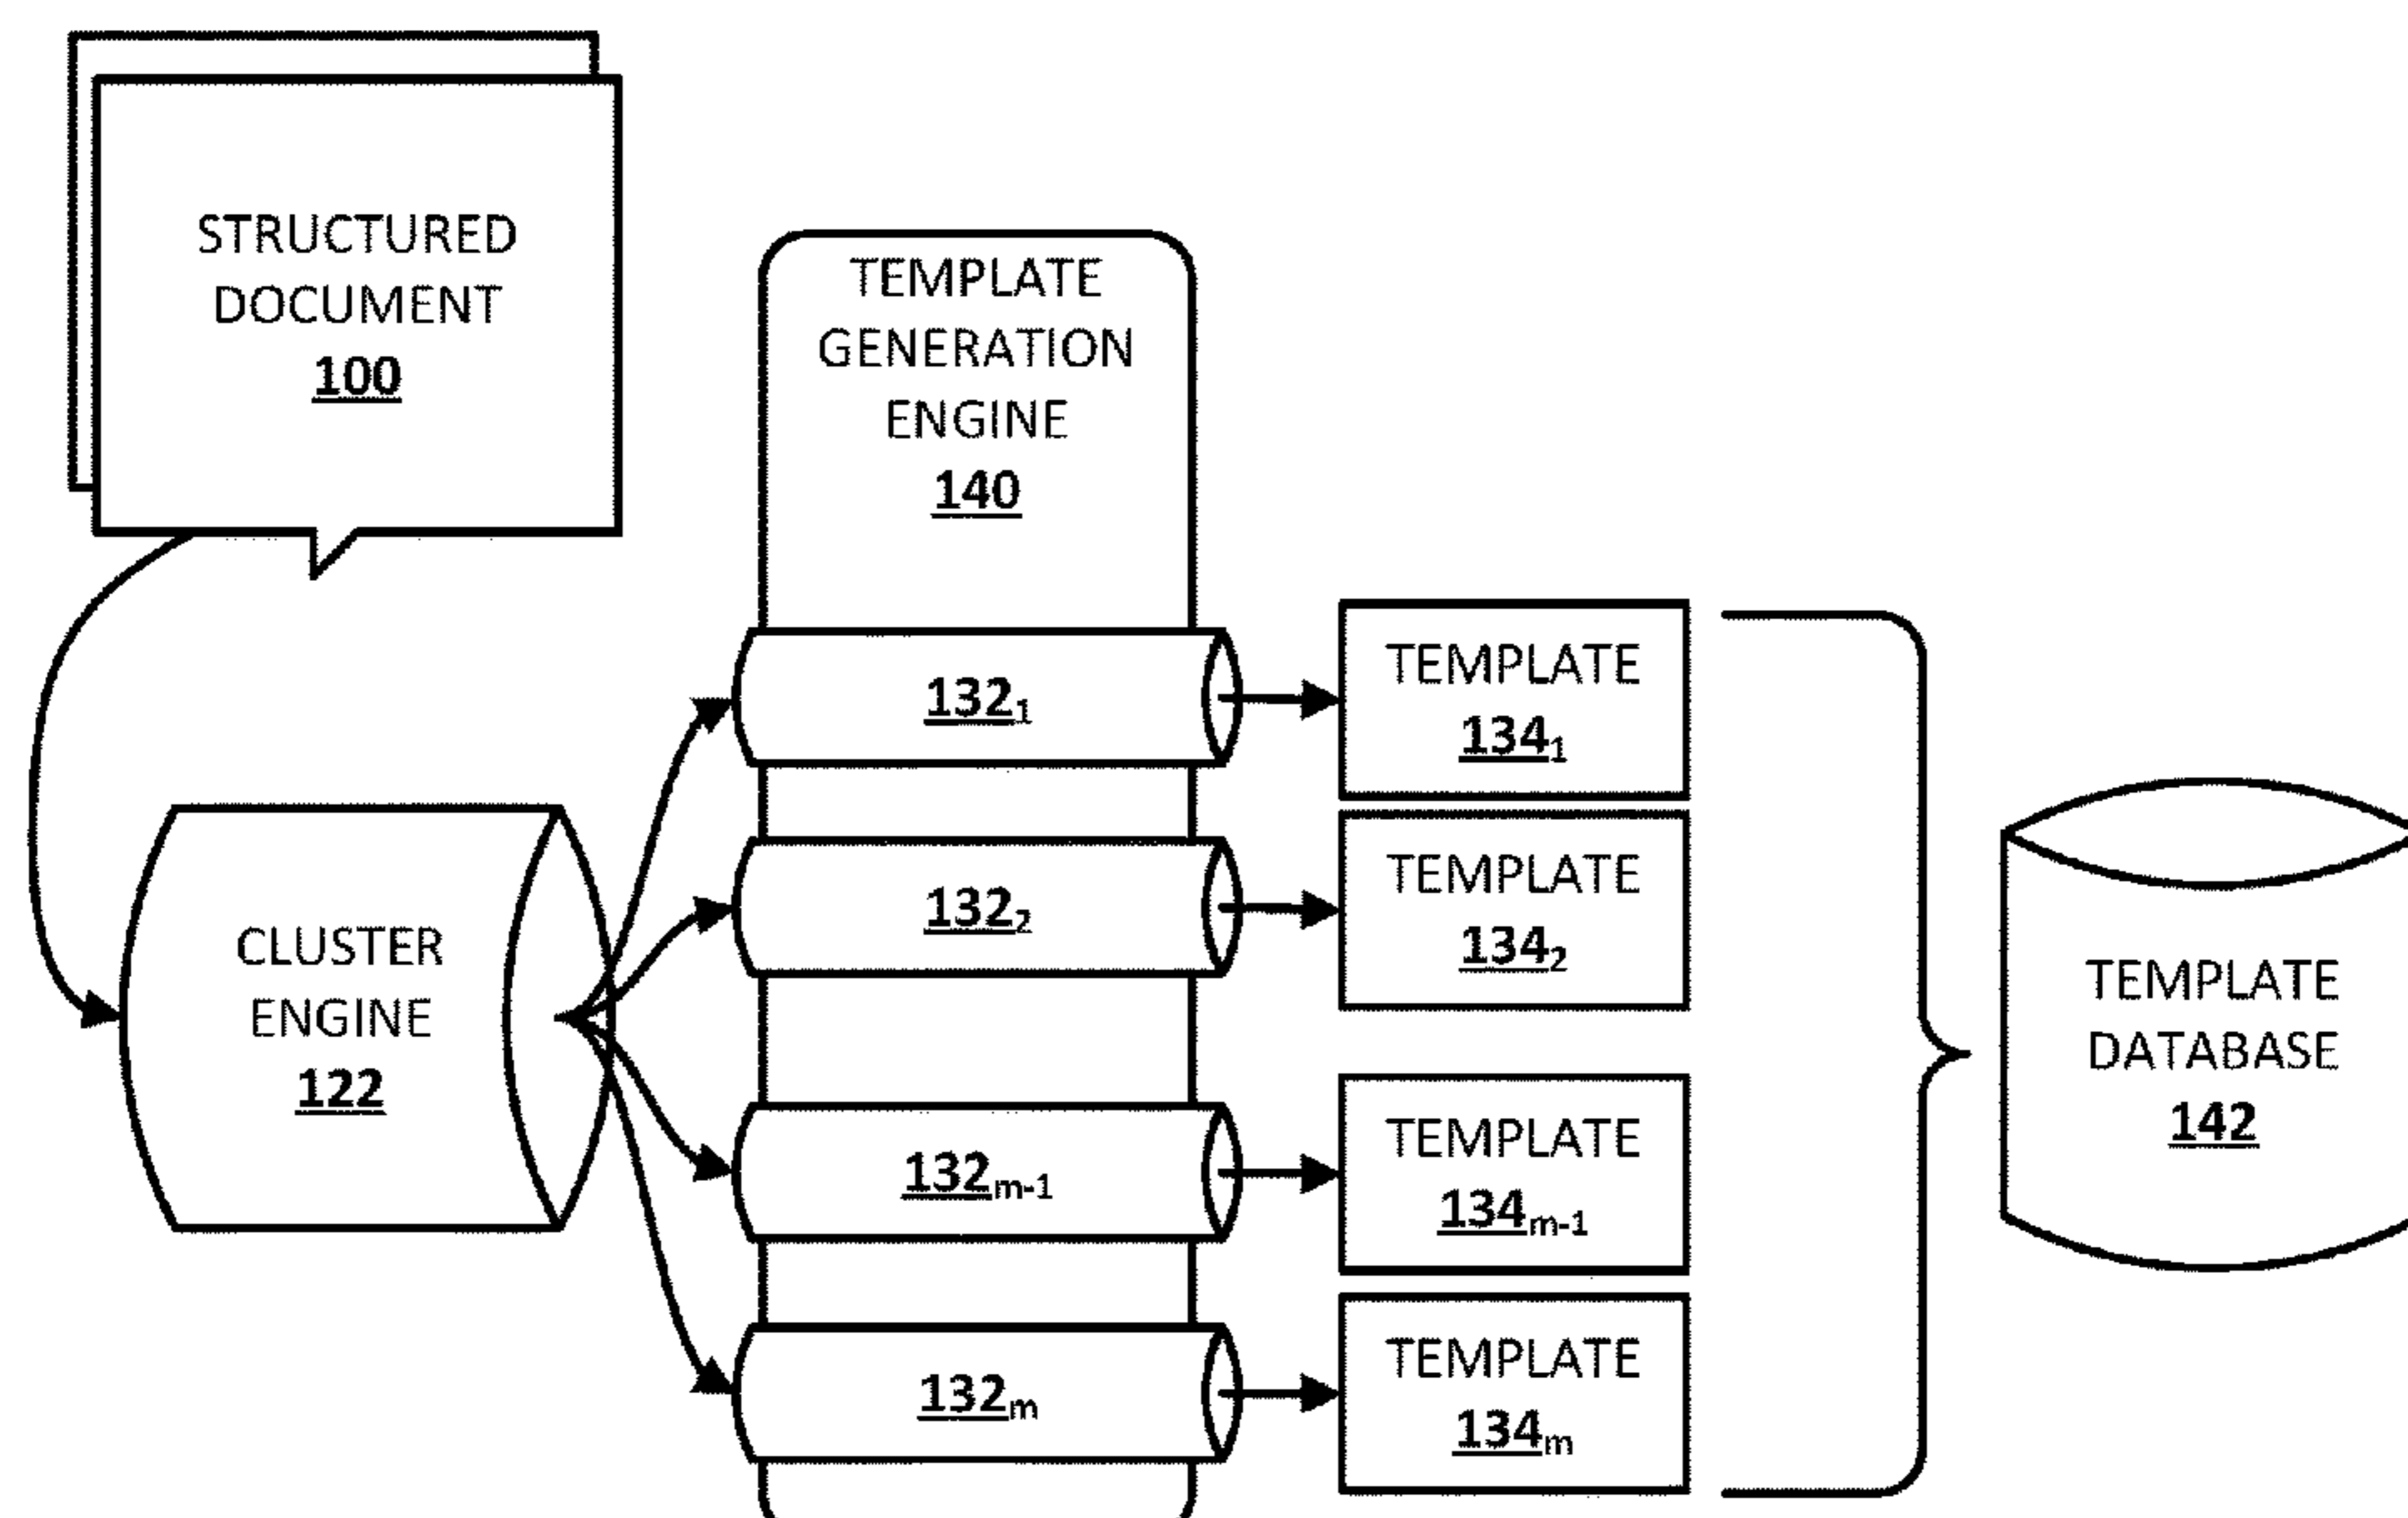 STRUCTURED
DOCUMENT
100
TEMPLATE
GENERATION
ENGINE
140
CLUSTER
ENGINE
122
132₁
132₂
132ₘ₋₁
132ₘ
TEMPLATE
134₁
TEMPLATE
134₂
TEMPLATE
134ₘ₋₁
TEMPLATE
134ₘ
TEMPLATE
DATABASE
142